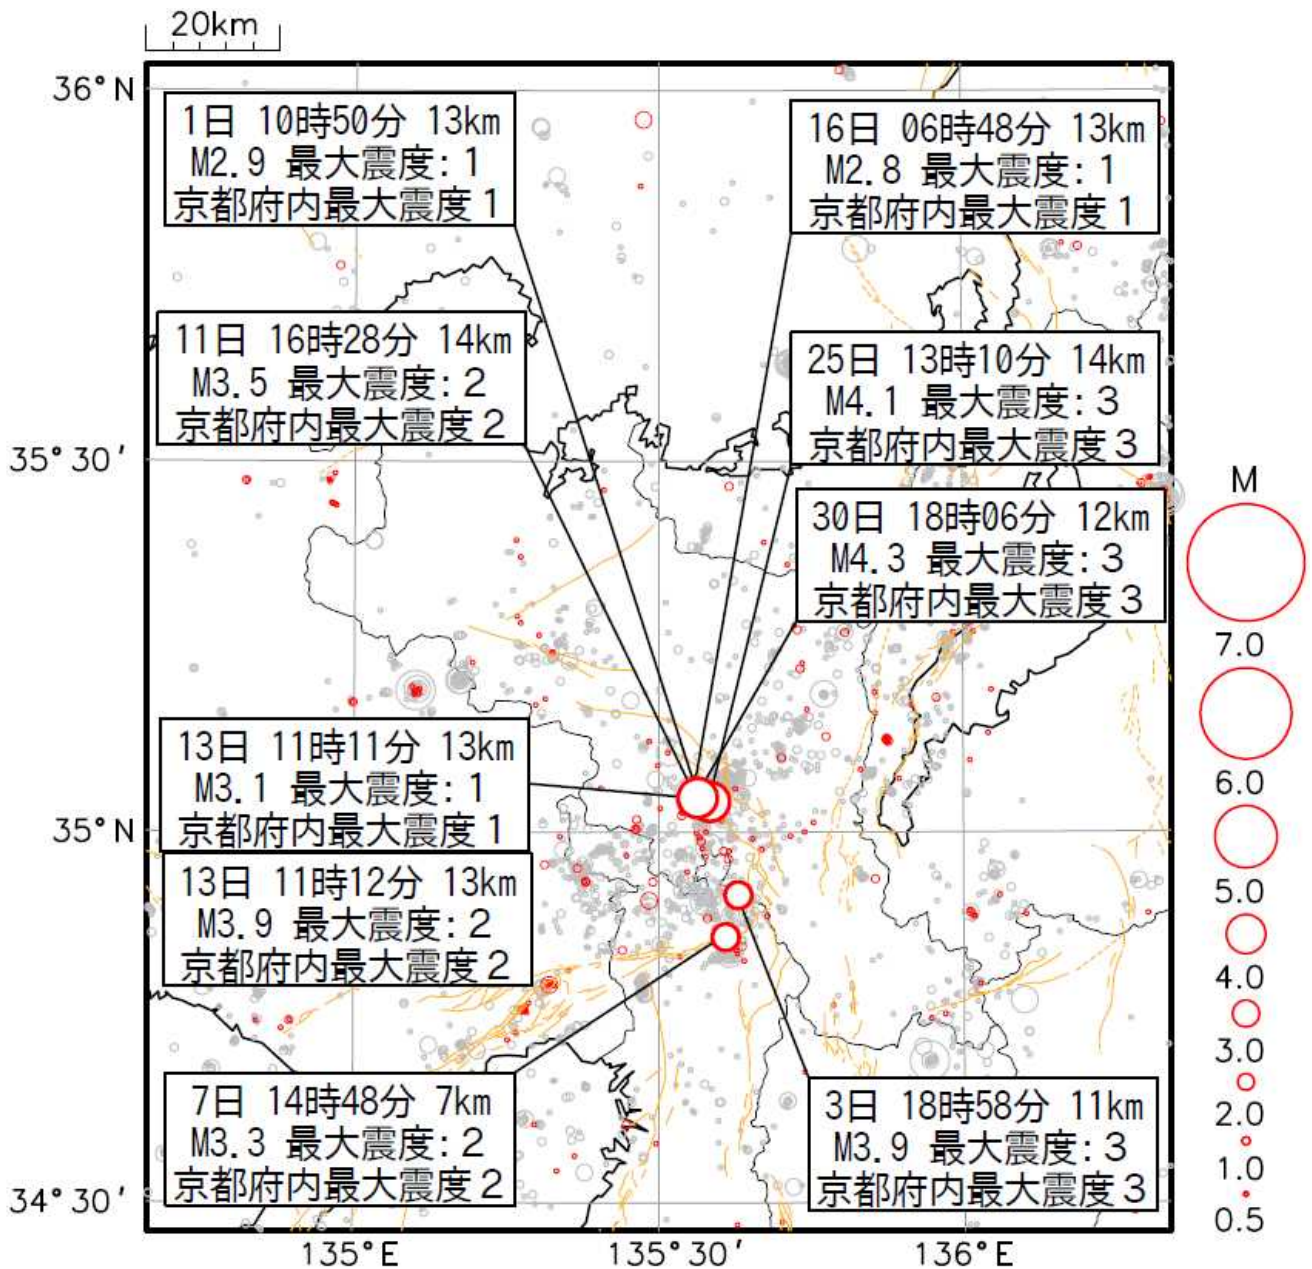 20km
36°N
1日 10時50分 13km
M2.9 最大震度:1
京都府内最大震度1
16日 06時48分 13km
M2.8 最大震度:1
京都府内最大震度1
11日 16時28分 14km
M3.5 最大震度:2
京都府内最大震度2
25日 13時10分 14km
M4.1 最大震度:3
京都府内最大震度3
35°30′
30日 18時06分 12km
M4.3 最大震度:3
京都府内最大震度3
13日 11時11分 13km
M3.1 最大震度:1
京都府内最大震度1
35°N
13日 11時12分 13km
M3.9 最大震度:2
京都府内最大震度2
7日 14時48分 7km
M3.3 最大震度:2
京都府内最大震度2
3日 18時58分 11km
M3.9 最大震度:3
京都府内最大震度3
34°30′
135°E
135°30′
136°E
M
7.0
6.0
5.0
4.0
3.0
2.0
1.0
0.5